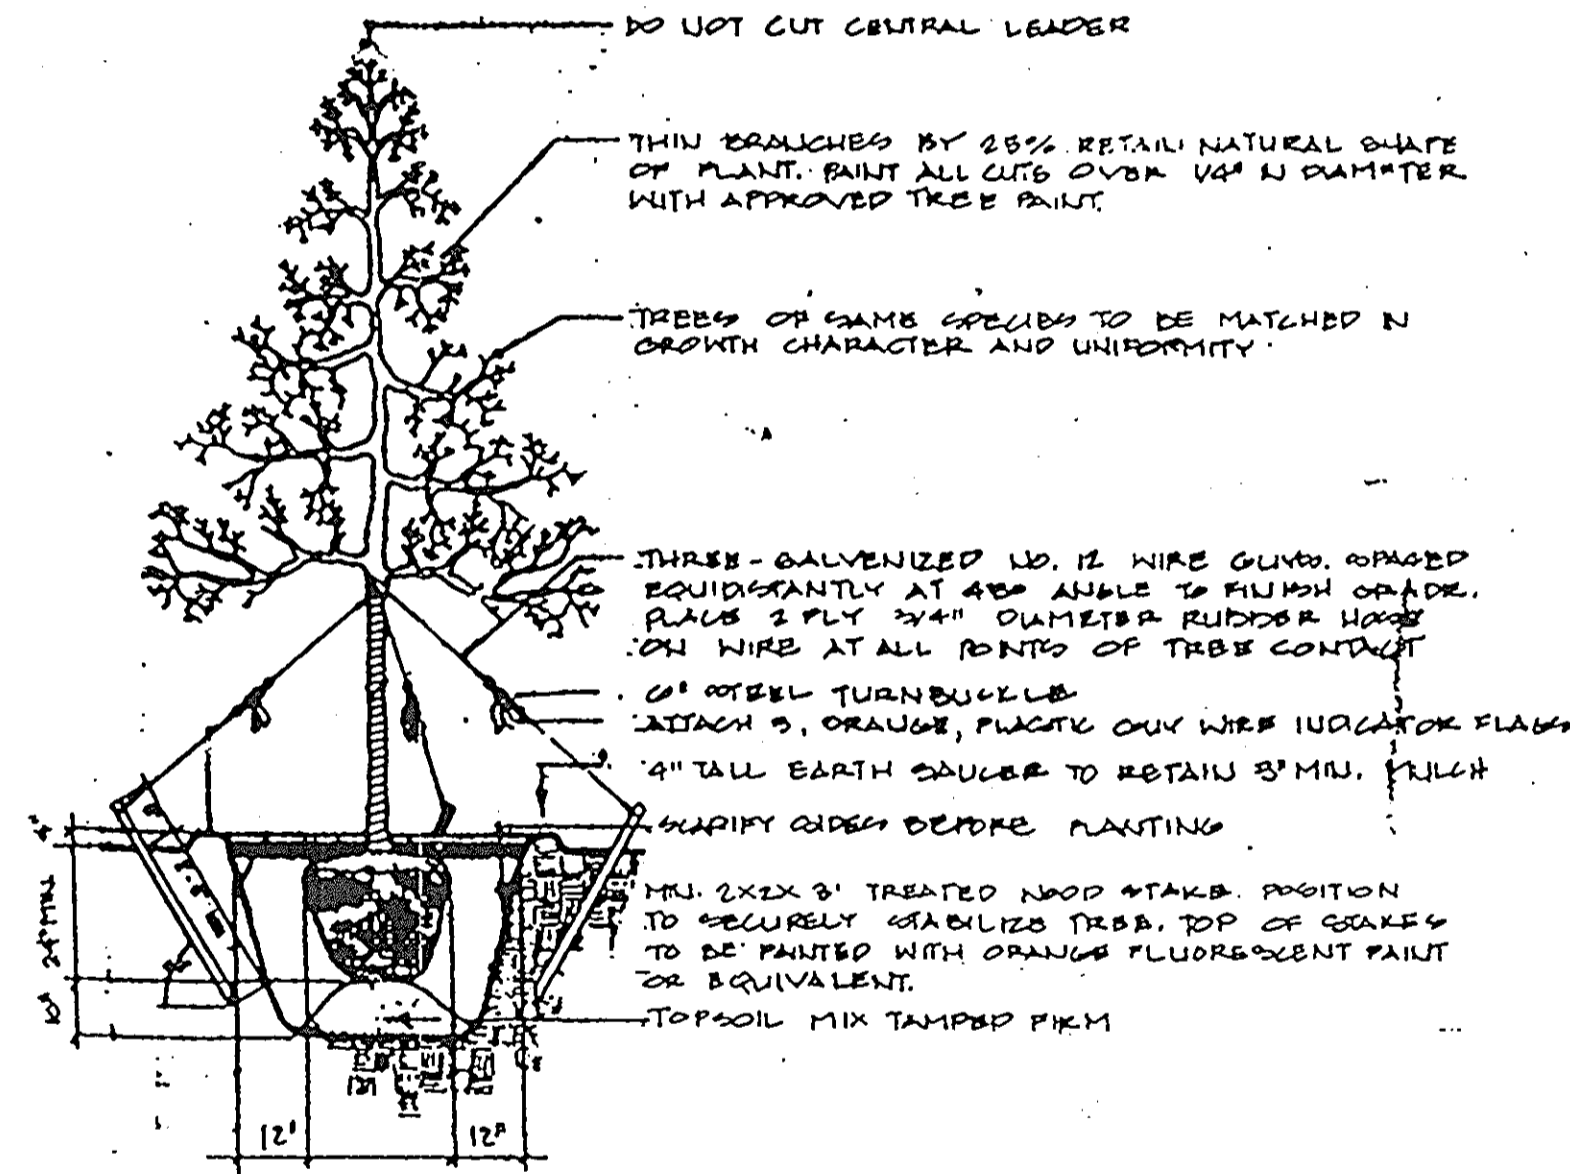 DO NOT CUT CENTRAL LEADER
THIN BRANCHES BY 25% RETAIN NATURAL SHAPE
OF PLANT. PAINT ALL CUTS OVER 1/4" IN DIAMETER
WITH APPROVED TREE PAINT.
TREES OF SAME SPECIES TO BE MATCHED IN
GROWTH CHARACTER AND UNIFORMITY.
THREE - GALVENIZED NO. 12 WIRE GUYS. SPACED
EQUIDISTANTLY AT 45° ANGLE TO FINISH GRADE.
PLACE 2 PLY 3/4" DIAMETER RUBBER HOSE
ON WIRE AT ALL POINTS OF TREE CONTACT
6" STEEL TURNBUCKLE
ATTACH 3, ORANGE, PLASTIC GUY WIRE INDICATOR FLAGS
4" TALL EARTH SAUCER TO RETAIN 3" MIN. MULCH
4"
SCARIFY SIDES BEFORE PLANTING
MIN. 2X2X3' TREATED WOOD STAKE. POSITION
TO SECURELY STABILIZE TREE. TOP OF STAKES
TO BE PAINTED WITH ORANGE FLUORESCENT PAINT
OR EQUIVALENT.
24" MIN.
10"
TOPSOIL MIX TAMPED FIRM
12"
12"